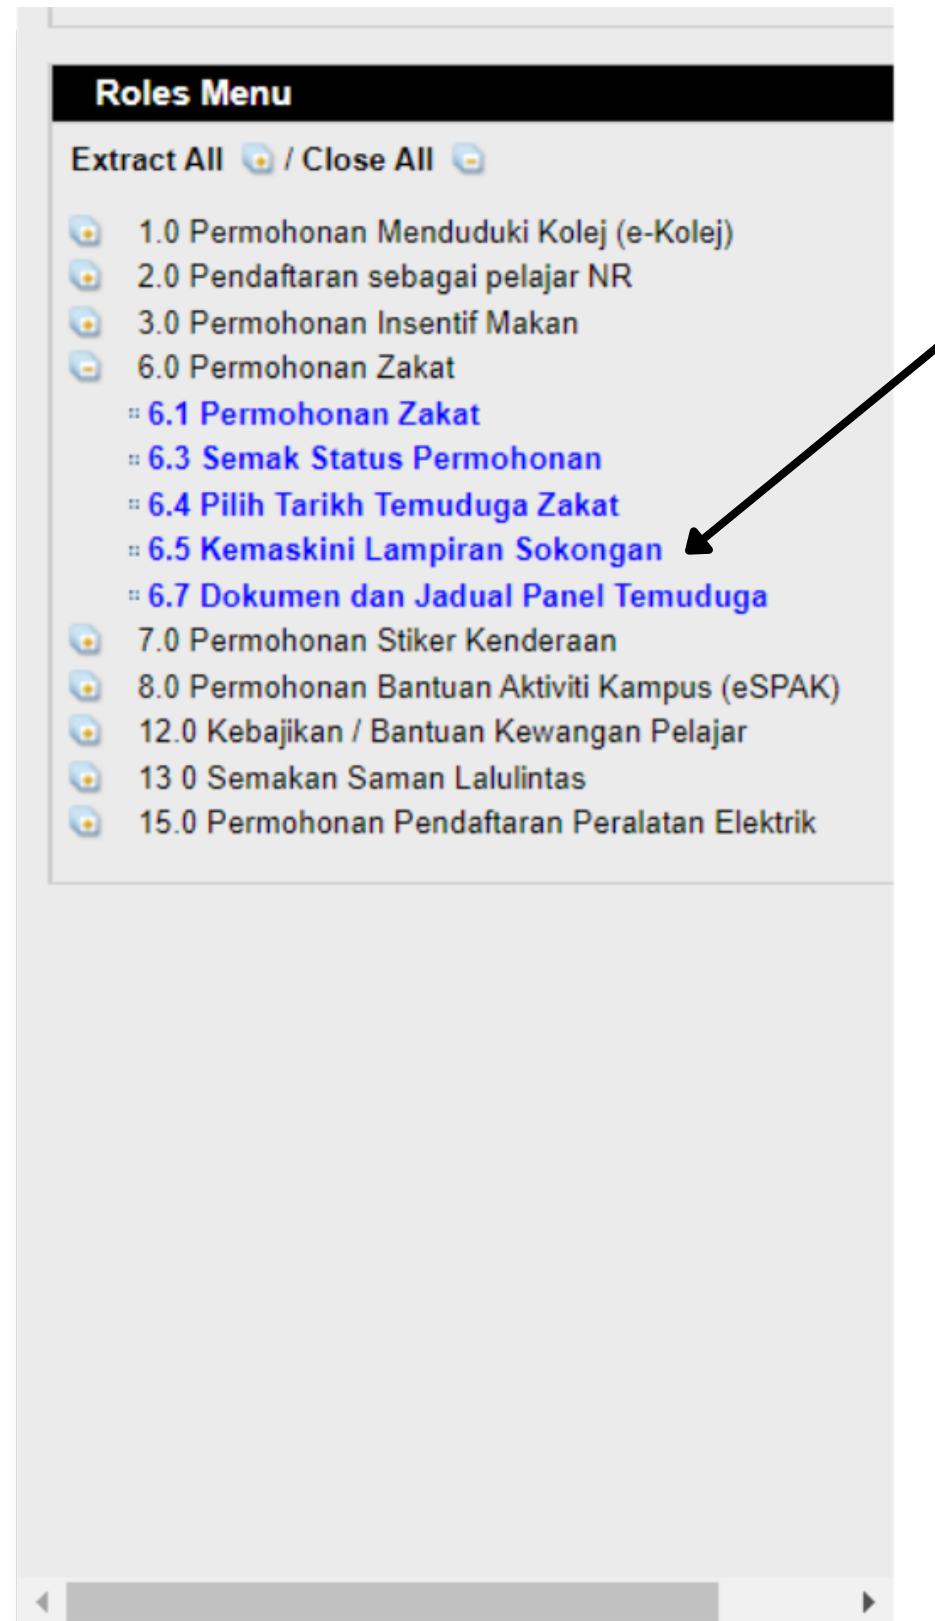 Roles Menu
Extract All / Close All
1.0 Permohonan Menduduki Kolej (e-Kolej)
2.0 Pendaftaran sebagai pelajar NR
3.0 Permohonan Insentif Makan
6.0 Permohonan Zakat
6.1 Permohonan Zakat
6.3 Semak Status Permohonan
6.4 Pilih Tarikh Temuduga Zakat
6.5 Kemaskini Lampiran Sokongan
6.7 Dokumen dan Jadual Panel Temuduga
7.0 Permohonan Stiker Kenderaan
8.0 Permohonan Bantuan Aktiviti Kampus (eSPAK)
12.0 Kebajikan / Bantuan Kewangan Pelajar
13 0 Semakan Saman Lalulintas
15.0 Permohonan Pendaftaran Peralatan Elektrik